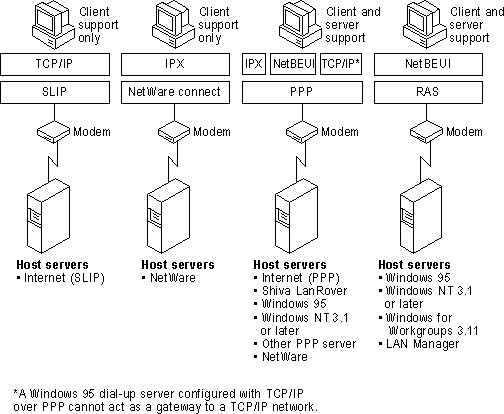 Client
support
only
TCP/IP
SLIP
Modem
Host servers
▪ Internet (SLIP)
Client
support
only
IPX
NetWare connect
Modem
Host servers
▪ NetWare
Client and
server
support
IPX
NetBEUI
TCP/IP*
PPP
Modem
Host servers
▪ Internet (PPP)
▪ Shiva LanRover
▪ Windows 95
▪ Windows NT 3.1
or later
▪ Other PPP server
▪ NetWare
Client and
server
support
NetBEUI
RAS
Modem
Host servers
▪ Windows 95
▪ Windows NT 3.1
or later
▪ Windows for
Workgroups 3.11
▪ LAN Manager
*A Windows 95 dial-up server configured with TCP/IP
over PPP cannot act as a gateway to a TCP/IP network.